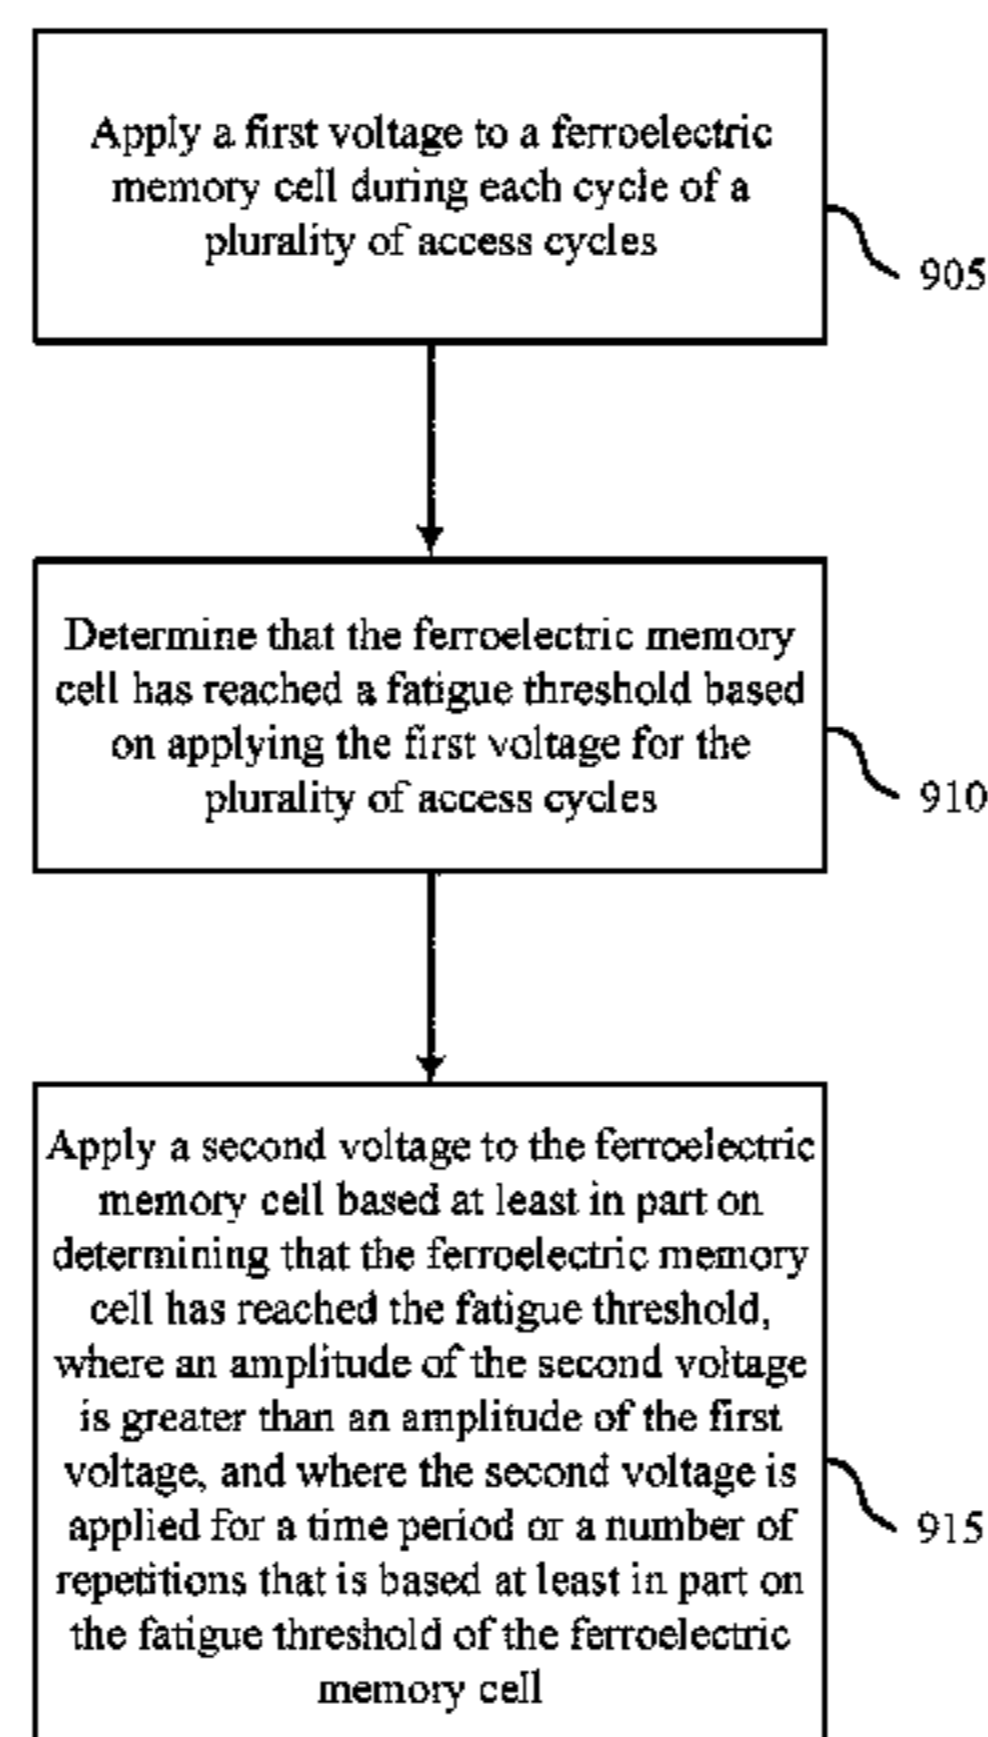 Apply a first voltage to a ferroelectric
memory cell during each cycle of a
plurality of access cycles
905
Determine that the ferroelectric memory
cell has reached a fatigue threshold based
on applying the first voltage for the
plurality of access cycles
910
Apply a second voltage to the ferroelectric
memory cell based at least in part on
determining that the ferroelectric memory
cell has reached the fatigue threshold,
where an amplitude of the second voltage
is greater than an amplitude of the first
voltage, and where the second voltage is
applied for a time period or a number of
repetitions that is based at least in part on
the fatigue threshold of the ferroelectric
memory cell
915